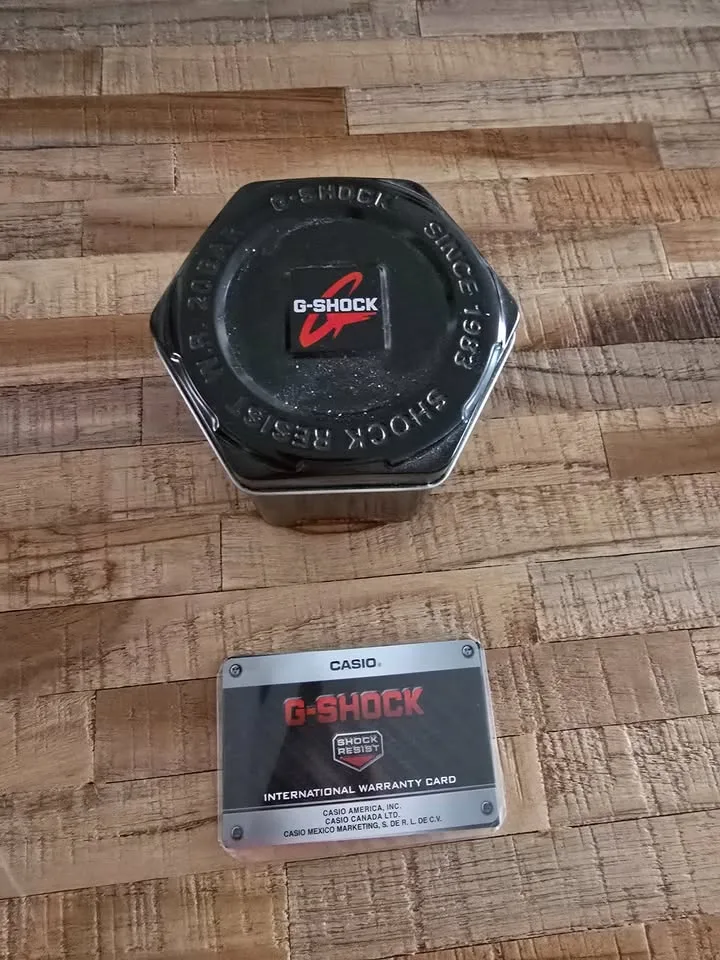 G-SHOCK
SINCE 1983
SHOCK RESIST
W.R. 20BAR
G-SHOCK
CASIO®
G-SHOCK
SHOCK
RESIST
INTERNATIONAL WARRANTY CARD
CASIO AMERICA, INC.
CASIO CANADA LTD.
CASIO MEXICO MARKETING, S. DE R. L. DE C.V.